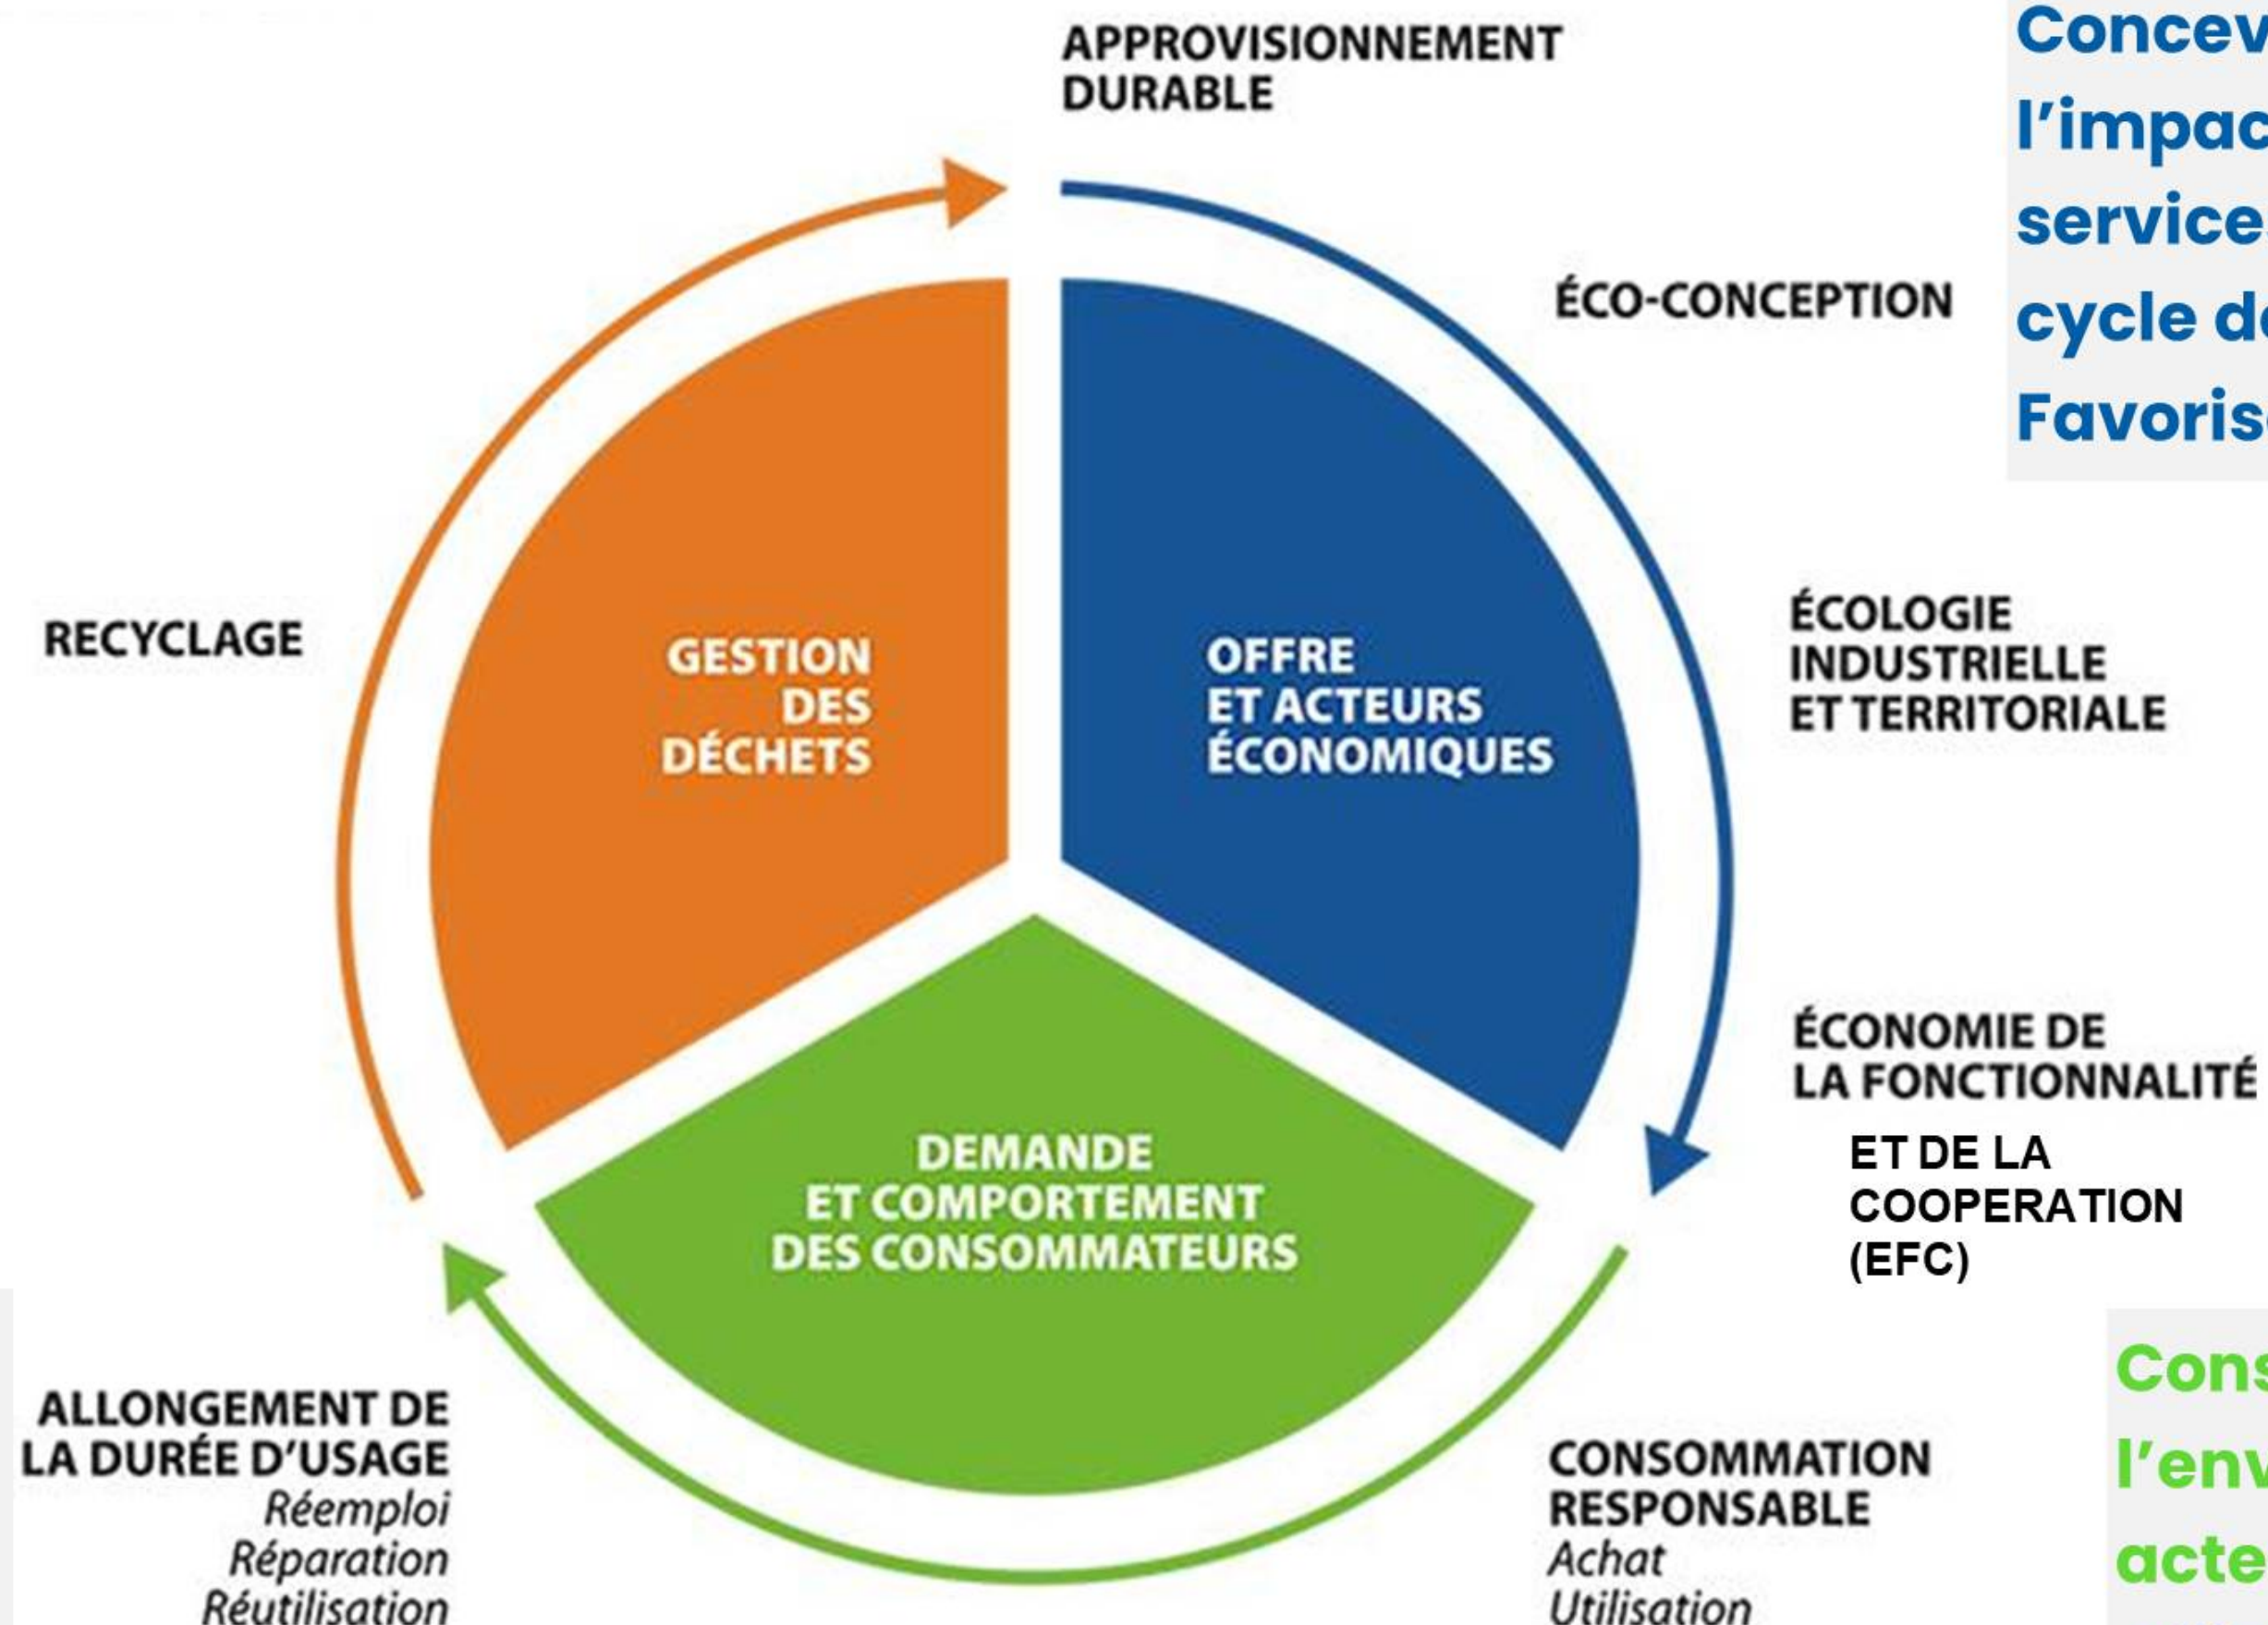 APPROVISIONNEMENT
DURABLE
ÉCO-CONCEPTION
ÉCOLOGIE
INDUSTRIELLE
ET TERRITORIALE
ÉCONOMIE DE
LA FONCTIONNALITÉ
ET DE LA
COOPERATION
(EFC)
CONSOMMATION
RESPONSABLE
Achat
Utilisation
ALLONGEMENT DE
LA DURÉE D'USAGE
Réemploi
Réparation
Réutilisation
RECYCLAGE
GESTION
DES
DÉCHETS
OFFRE
ET ACTEURS
ÉCONOMIQUES
DEMANDE
ET COMPORTEMENT
DES CONSOMMATEURS
Concev
l’impac
service
cycle d
Favoris
Cons
l’env
acte